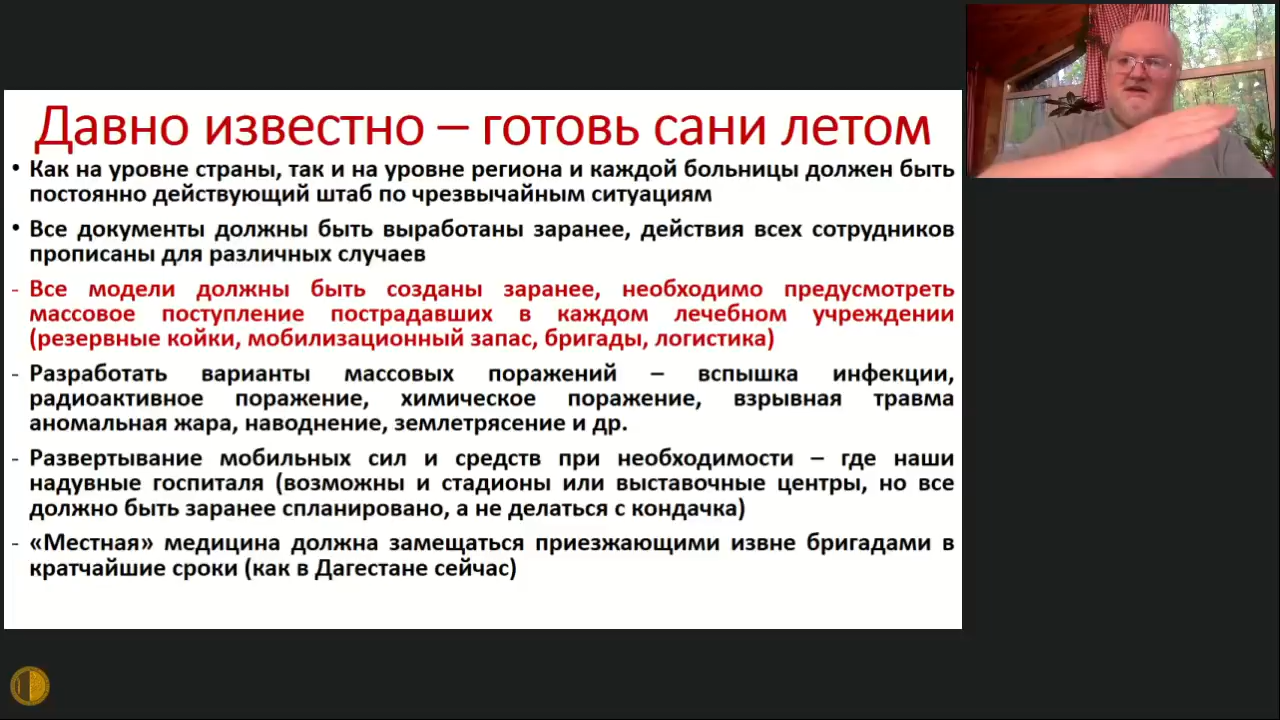 Давно известно – готовь сани летом
• Как на уровне страны, так и на уровне региона и каждой больницы должен быть
постоянно действующий штаб по чрезвычайным ситуациям
• Все документы должны быть выработаны заранее, действия всех сотрудников
прописаны для различных случаев
- Все модели должны быть созданы заранее, необходимо предусмотреть
массовое поступление пострадавших в каждом лечебном учреждении
(резервные койки, мобилизационный запас, бригады, логистика)
- Разработать варианты массовых поражений – вспышка инфекции,
радиоактивное поражение, химическое поражение, взрывная травма
аномальная жара, наводнение, землетрясение и др.
- Развертывание мобильных сил и средств при необходимости – где наши
надувные госпиталя (возможны и стадионы или выставочные центры, но все
должно быть заранее спланировано, а не делаться с кондачка)
- «Местная» медицина должна замещаться приезжающими извне бригадами в
кратчайшие сроки (как в Дагестане сейчас)